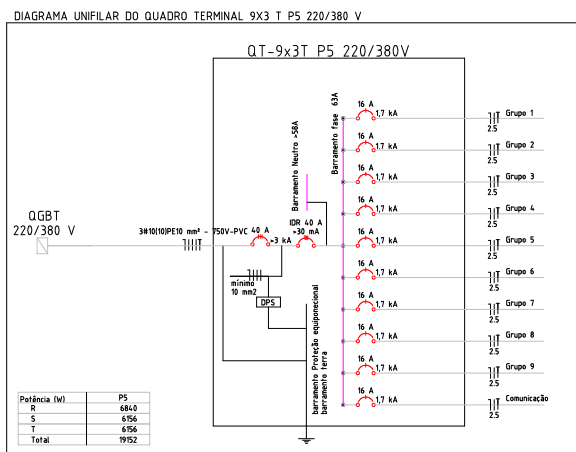 DIAGRAMA UNIFILAR DO QUADRO TERMINAL 9X3 T P5 220/380 V
QT-9x3T P5 220/380V
QGBT
220/380 V
3#10(10)PE10 mm² - 750V-PVC
40 A
=3 kA
IDR 40 A
=30 mA
Barramento Neutro >58A
Barramento fase 63A
mínimo
10 mm2
DPS
barramento Proteção equiponecional
barramento terra
16 A
1,7 kA
2.5
Grupo 1
16 A
1,7 kA
2.5
Grupo 2
16 A
1,7 kA
2.5
Grupo 3
16 A
1,7 kA
2.5
Grupo 4
16 A
1,7 kA
2.5
Grupo 5
16 A
1,7 kA
2.5
Grupo 6
16 A
1,7 kA
2.5
Grupo 7
16 A
1,7 kA
2.5
Grupo 8
16 A
1,7 kA
2.5
Grupo 9
16 A
1,7 kA
2.5
Comunicação
Potência (W) P5
R 6840
S 6156
T 6156
Total 19152